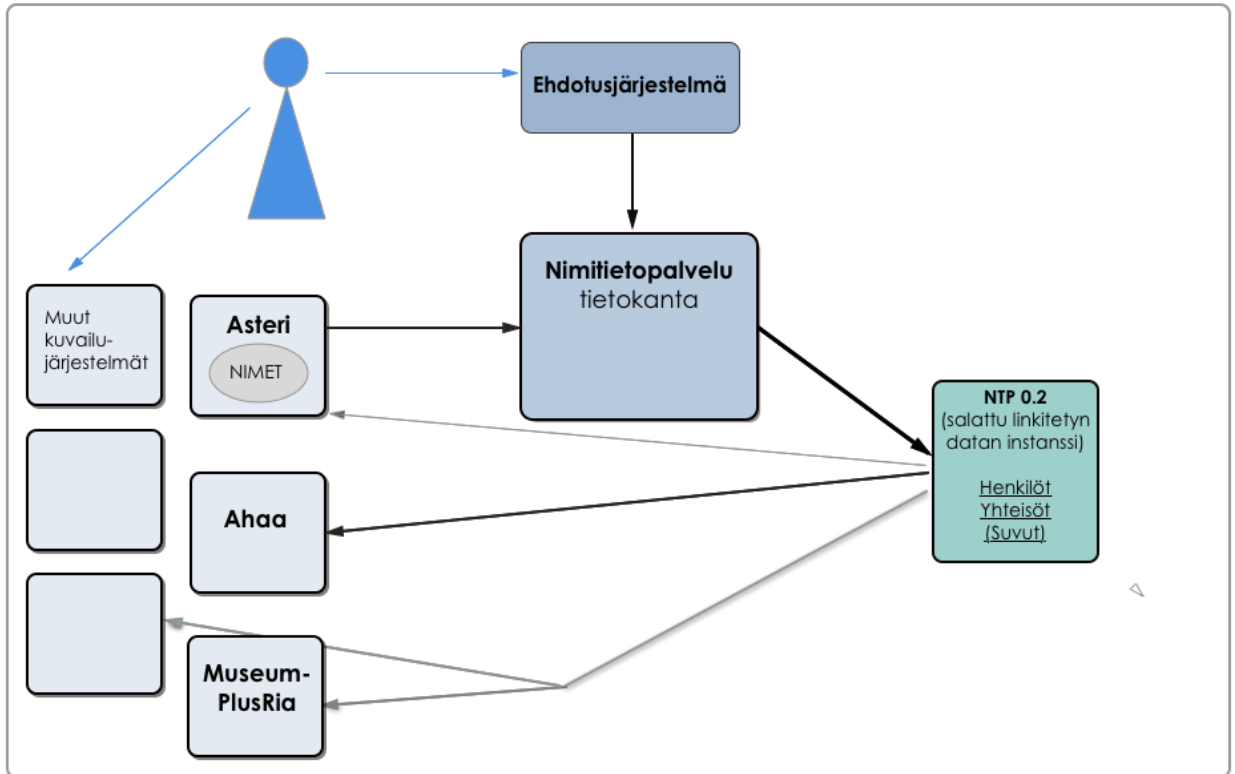 Ehdotusjärjestelmä
Nimitietopalvelu
tietokanta
Muut
kuvailu-
järjestelmät
Asteri
NIMET
NTP 0.2
(salattu linkitetyn
datan instanssi)
Henkilöt
Yhteisöt
(Suvut)
Ahaa
Museum-
PlusRia